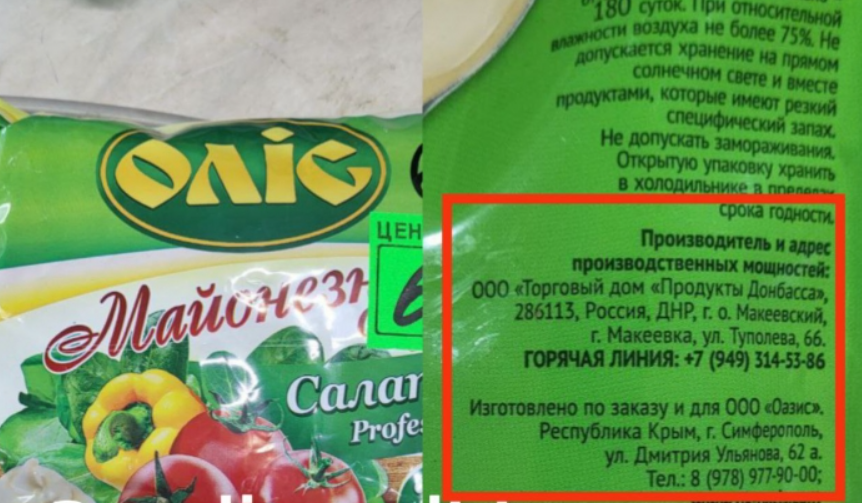 ОЛІС
ЦЕН
Майонезн
Салат
Profes
180 суток. При относительной
влажности воздуха не более 75%. Не
допускается хранение на прямом
солнечном свете и вместе
продуктами, которые имеют резкий
специфический запах.
Не допускать замораживания.
Открытую упаковку хранить
в холодильнике в пределах
срока годности.
Производитель и адрес
производственных мощностей:
ООО «Торговый дом «Продукты Донбасса»,
286113, Россия, ДНР, г. о. Макеевский,
г. Макеевка, ул. Туполева, 66.
ГОРЯЧАЯ ЛИНИЯ: +7 (949) 314-53-86
Изготовлено по заказу и для ООО «Оазис».
Республика Крым, г. Симферополь,
ул. Дмитрия Ульянова, 62 а.
Тел.: 8 (978) 977-90-00;